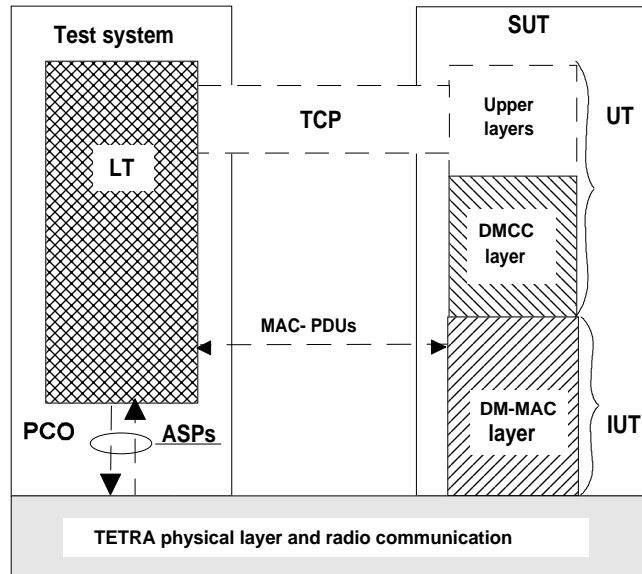 Test system
SUT
Upper
layers
UT
TCP
LT
DMCC
layer
MAC- PDUs
DM-MAC
layer
IUT
PCO
ASPs
TETRA physical layer and radio communication